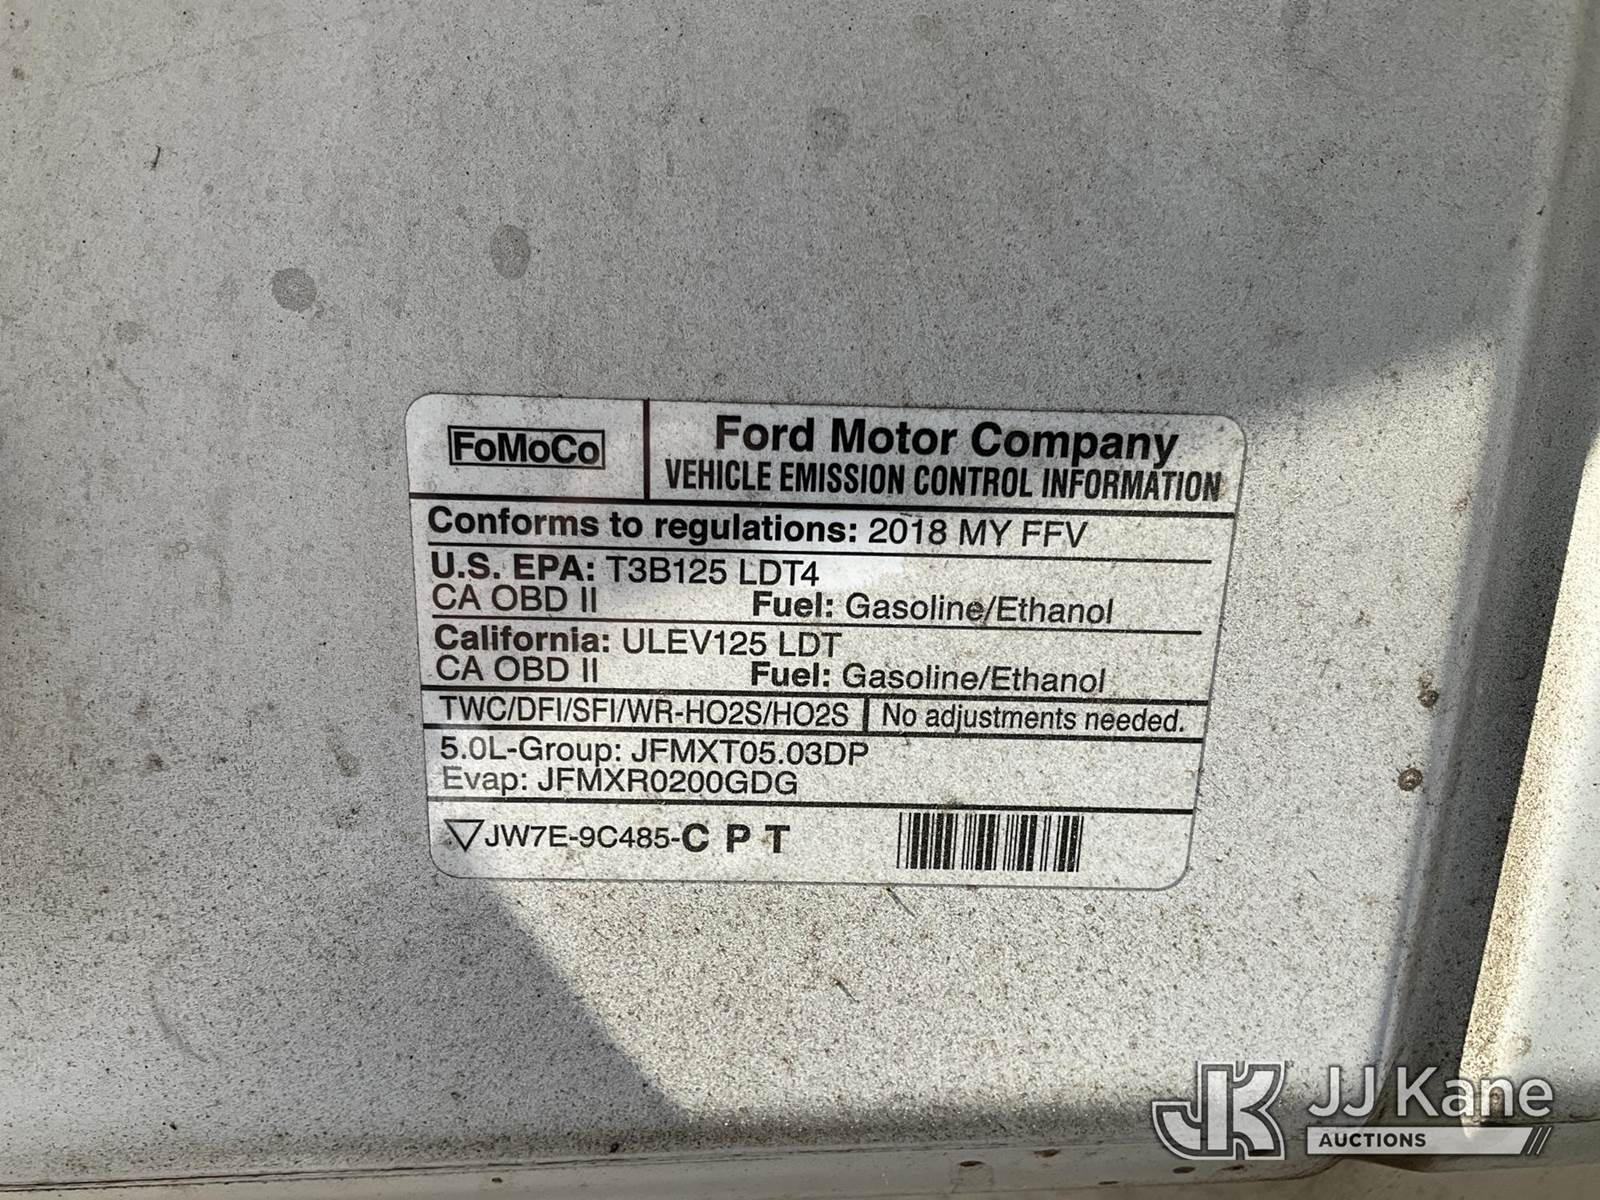 FoMoCo
Ford Motor Company
VEHICLE EMISSION CONTROL INFORMATION
Conforms to regulations: 2018 MY FFV
U.S. EPA: T3B125 LDT4
CA OBD II Fuel: Gasoline/Ethanol
California: ULEV125 LDT
CA OBD II Fuel: Gasoline/Ethanol
TWC/DFI/SFI/WR-HO2S/HO2S No adjustments needed.
5.0L-Group: JFMXT05.03DP
Evap: JFMXR0200GDG
JW7E-9C485-C P T
JK JJ Kane
AUCTIONS